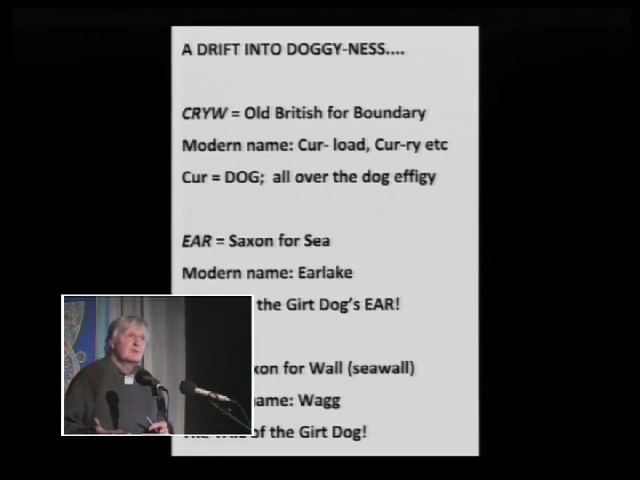 A DRIFT INTO DOGGY-NESS....
CRYW = Old British for Boundary
Modern name: Cur- load, Cur-ry etc
Cur = DOG; all over the dog effigy
EAR = Saxon for Sea
Modern name: Earlake
the Girt Dog's EAR!
for Wall (seawall)
Wagg
of the Girt Dog!